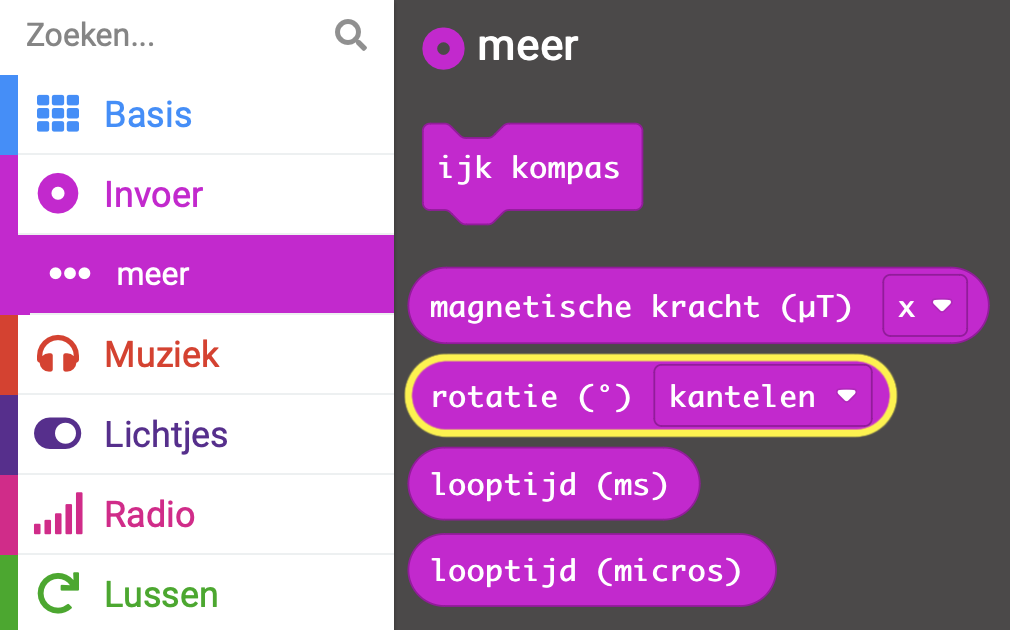 Zoeken...
Basis
Invoer
meer
Muziek
Lichtjes
Radio
Lussen
meer
ijk kompas
magnetische kracht (µT) x
rotatie (°) kantelen
looptijd (ms)
looptijd (micros)